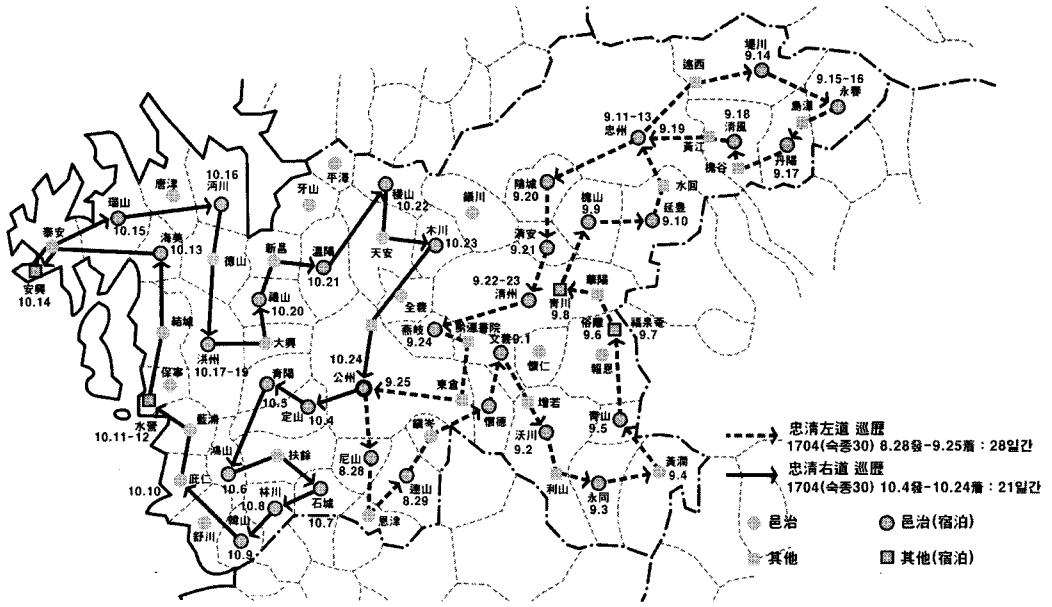 堤川
9.14
連西
9.15-16
永春
島潭
9.11-13
忠州
9.19
黃江
9.18
淸風
丹陽
9.17
槐谷
水回
延豊
9.10
槐山
9.9
陰城
9.20
淸安
9.21
9.22-23
淸州
靑川
9.8
華陽
俗離
9.6
福泉菴
9.7
報恩
懷仁
文義9.1
燕岐
9.24
全義
東倉
9.25
懷德
鎭岑
增若
沃川
9.2
利山
永同
9.3
黃澗
9.4
靑山
9.5
平澤
牙山
稷山
10.22
鎭川
木川
10.23
天安
10.16
沔川
唐津
瑞山
10.15
泰安
安興
10.14
海美
10.13
德山
新昌
溫陽
10.21
禮山
10.20
大興
洪州
10.17-19
結城
保寧
水營
10.11-12
藍浦
靑陽
10.5
定山
10.4
10.24
公州
尼山
8.28
連山
8.29
恩津
鴻山
10.6
扶餘
石城
10.7
林川
10.8
韓山
10.9
舒川
庇仁
10.10
忠淸左道 巡歷
1704(숙종30) 8.28發-9.25着 : 28일간
忠淸右道 巡歷
1704(숙종30) 10.4發-10.24着 : 21일간
邑治
邑治(宿泊)
其他
其他(宿泊)